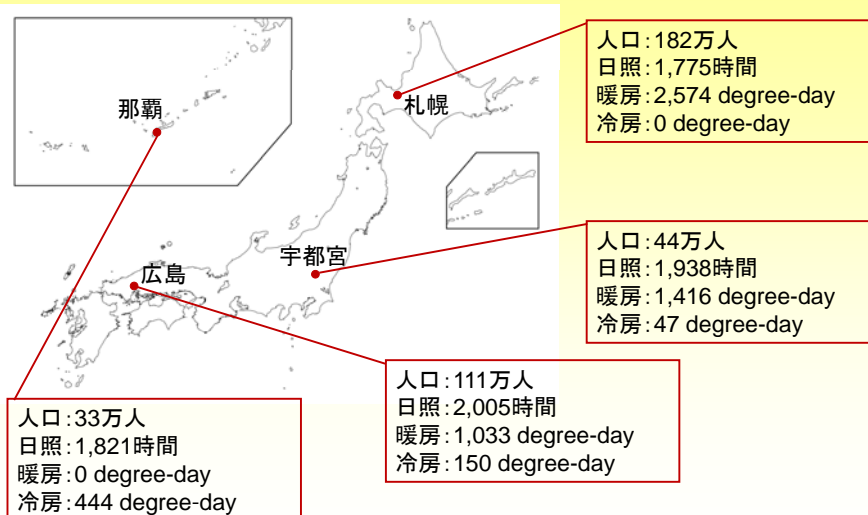 人口：182万人
日照：1,775時間
暖房：2,574 degree-day
冷房：0 degree-day
那覇
札幌
人口：44万人
日照：1,938時間
暖房：1,416 degree-day
冷房：47 degree-day
宇都宮
広島
人口：111万人
日照：2,005時間
暖房：1,033 degree-day
冷房：150 degree-day
人口：33万人
日照：1,821時間
暖房：0 degree-day
冷房：444 degree-day